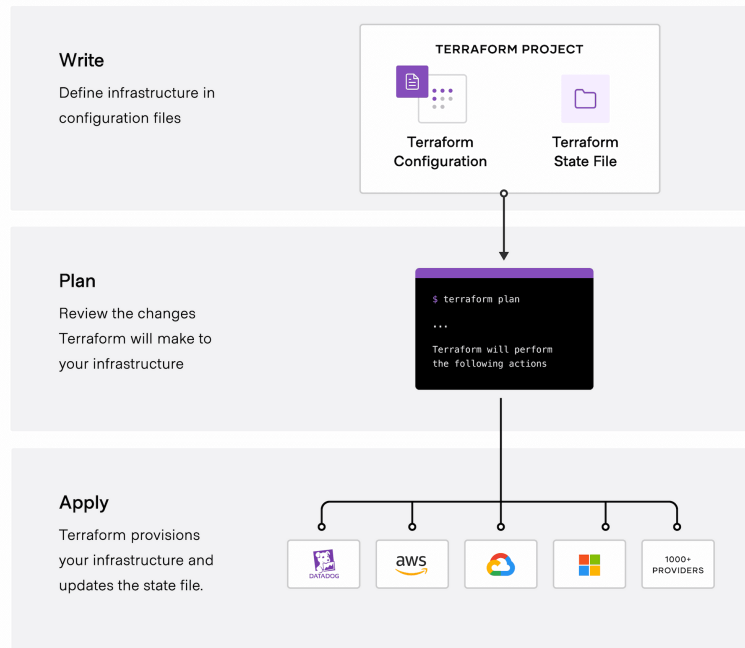 Write
Define infrastructure in
configuration files
TERRAFORM PROJECT
Terraform
Configuration
Terraform
State File
Plan
Review the changes
Terraform will make to
your infrastructure
$ terraform plan
...
Terraform will perform
the following actions
Apply
Terraform provisions
your infrastructure and
updates the state file.
DATADOG
aws
1000+
PROVIDERS